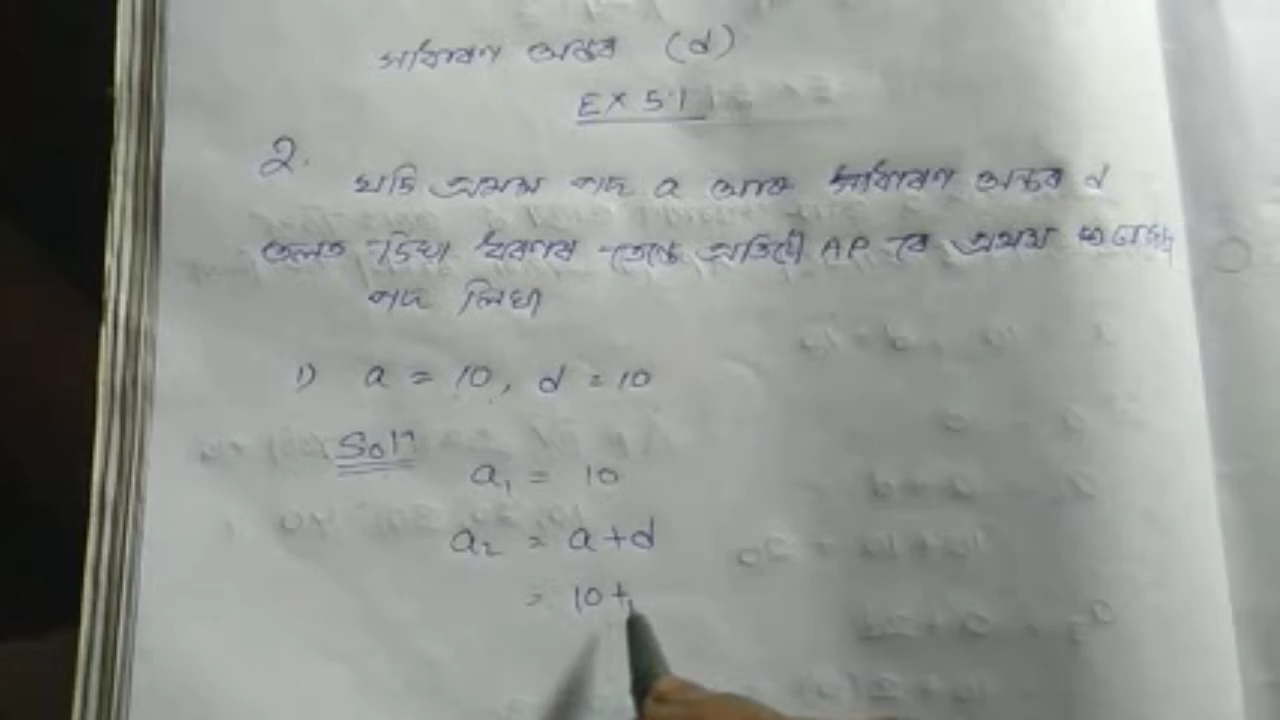 সাধাৰণ অন্তৰ (d)
EX 5.1
2.
যদি প্ৰথম পদ a আৰু সাধাৰণ অন্তৰ d
তলত দিয়া ধৰণৰ তেন্তে প্ৰতিটো AP ৰে প্ৰথম
পদ লিখা
1) a = 10, d = 10
Solⁿ
a₁ = 10
a₂ = a+d
= 10+